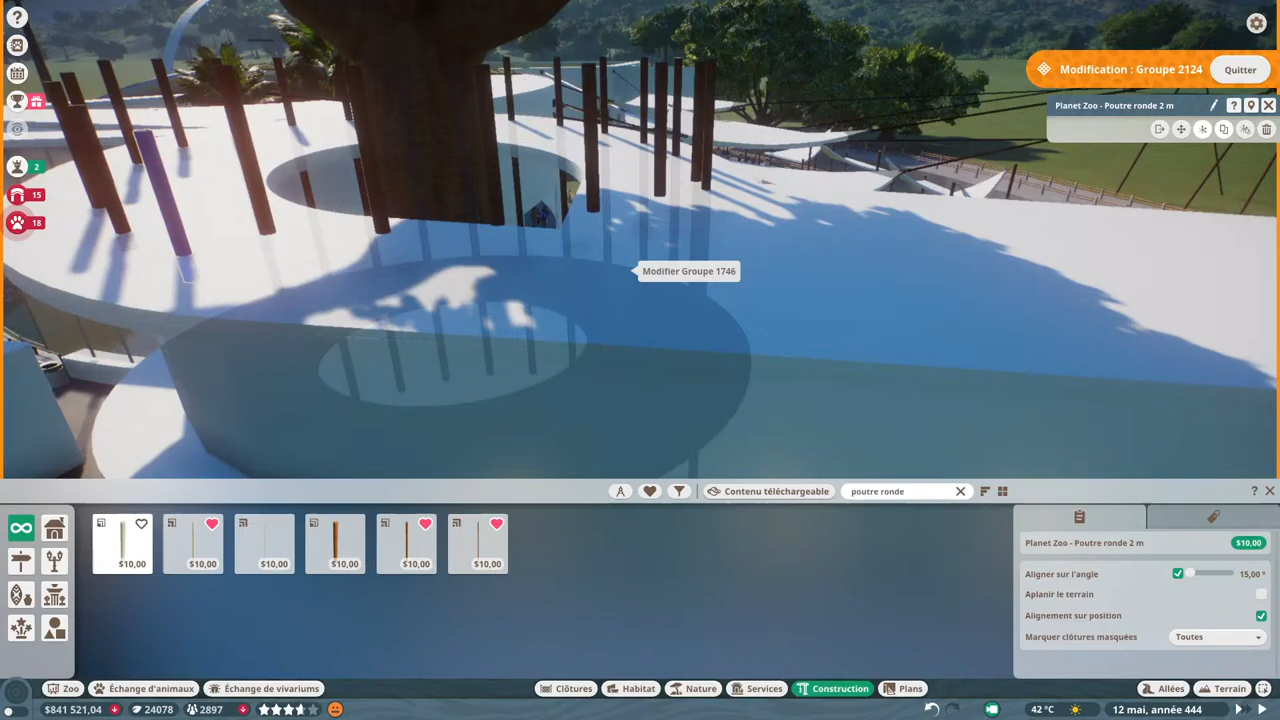 ?
Modification : Groupe 2124
Quitter
Planet Zoo - Poutre ronde 2 m
?
2
15
18
Modifier Groupe 1746
Contenu téléchargeable
poutre ronde
?
$10,00
$10,00
$10,00
$10,00
$10,00
$10,00
Planet Zoo - Poutre ronde 2 m
$10,00
Aligner sur l'angle
15,00 °
Aplanir le terrain
Alignement sur position
Marquer clôtures masquées
Toutes
Zoo
Échange d'animaux
Échange de vivariums
Clôtures
Habitat
Nature
Services
Construction
Plans
Allées
Terrain
$841 521,04
24078
2897
42 °C
12 mai, année 444